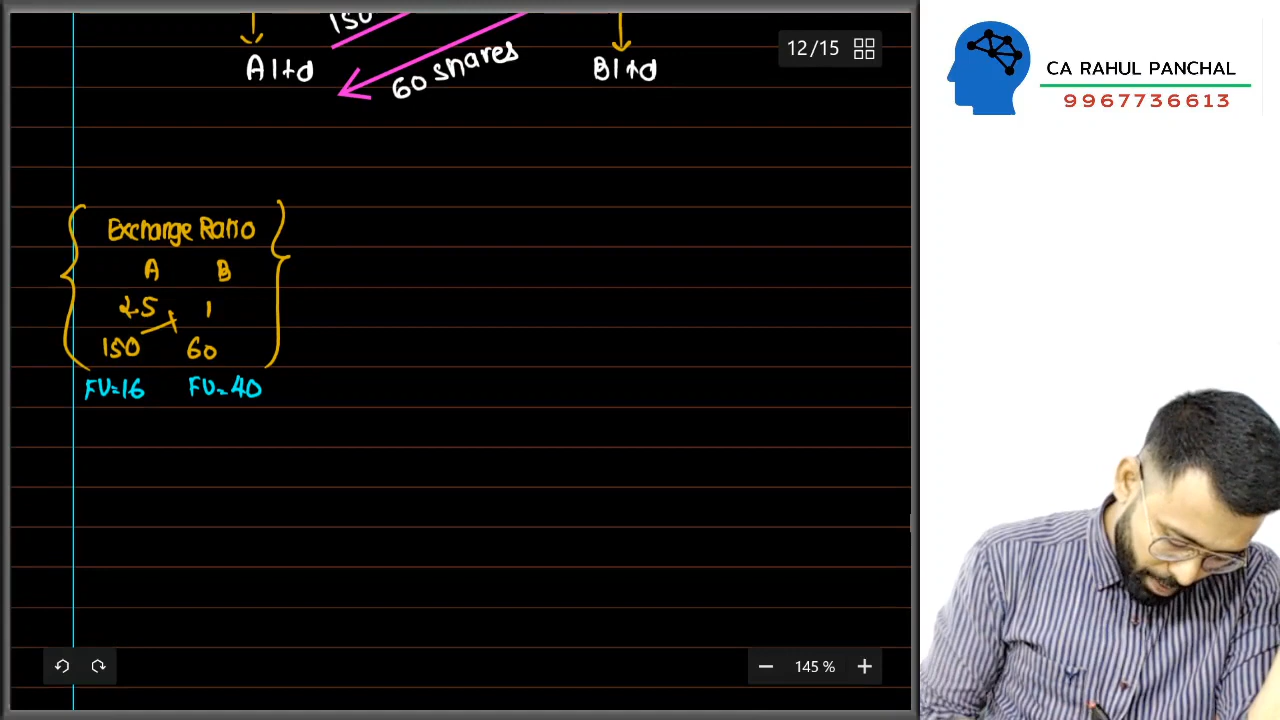 150
60 shares
A ltd
B ltd
12/15
CA RAHUL PANCHAL
9967736613
Exchange Ratio
A B
2.5 1
150 60
FV=16 FV=40
145 %